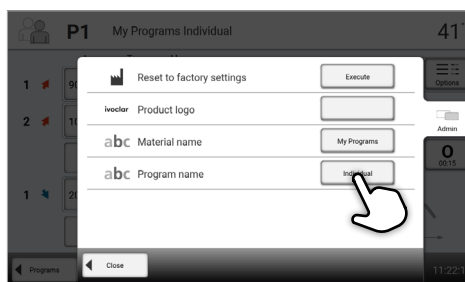 P1 My Programs Individual 41°
Reset to factory settings Execute
ivoclar Product logo
abc Material name My Programs
abc Program name Individual
Close
1
2
1
Options
Admin
00:15
Programs
11:22:1